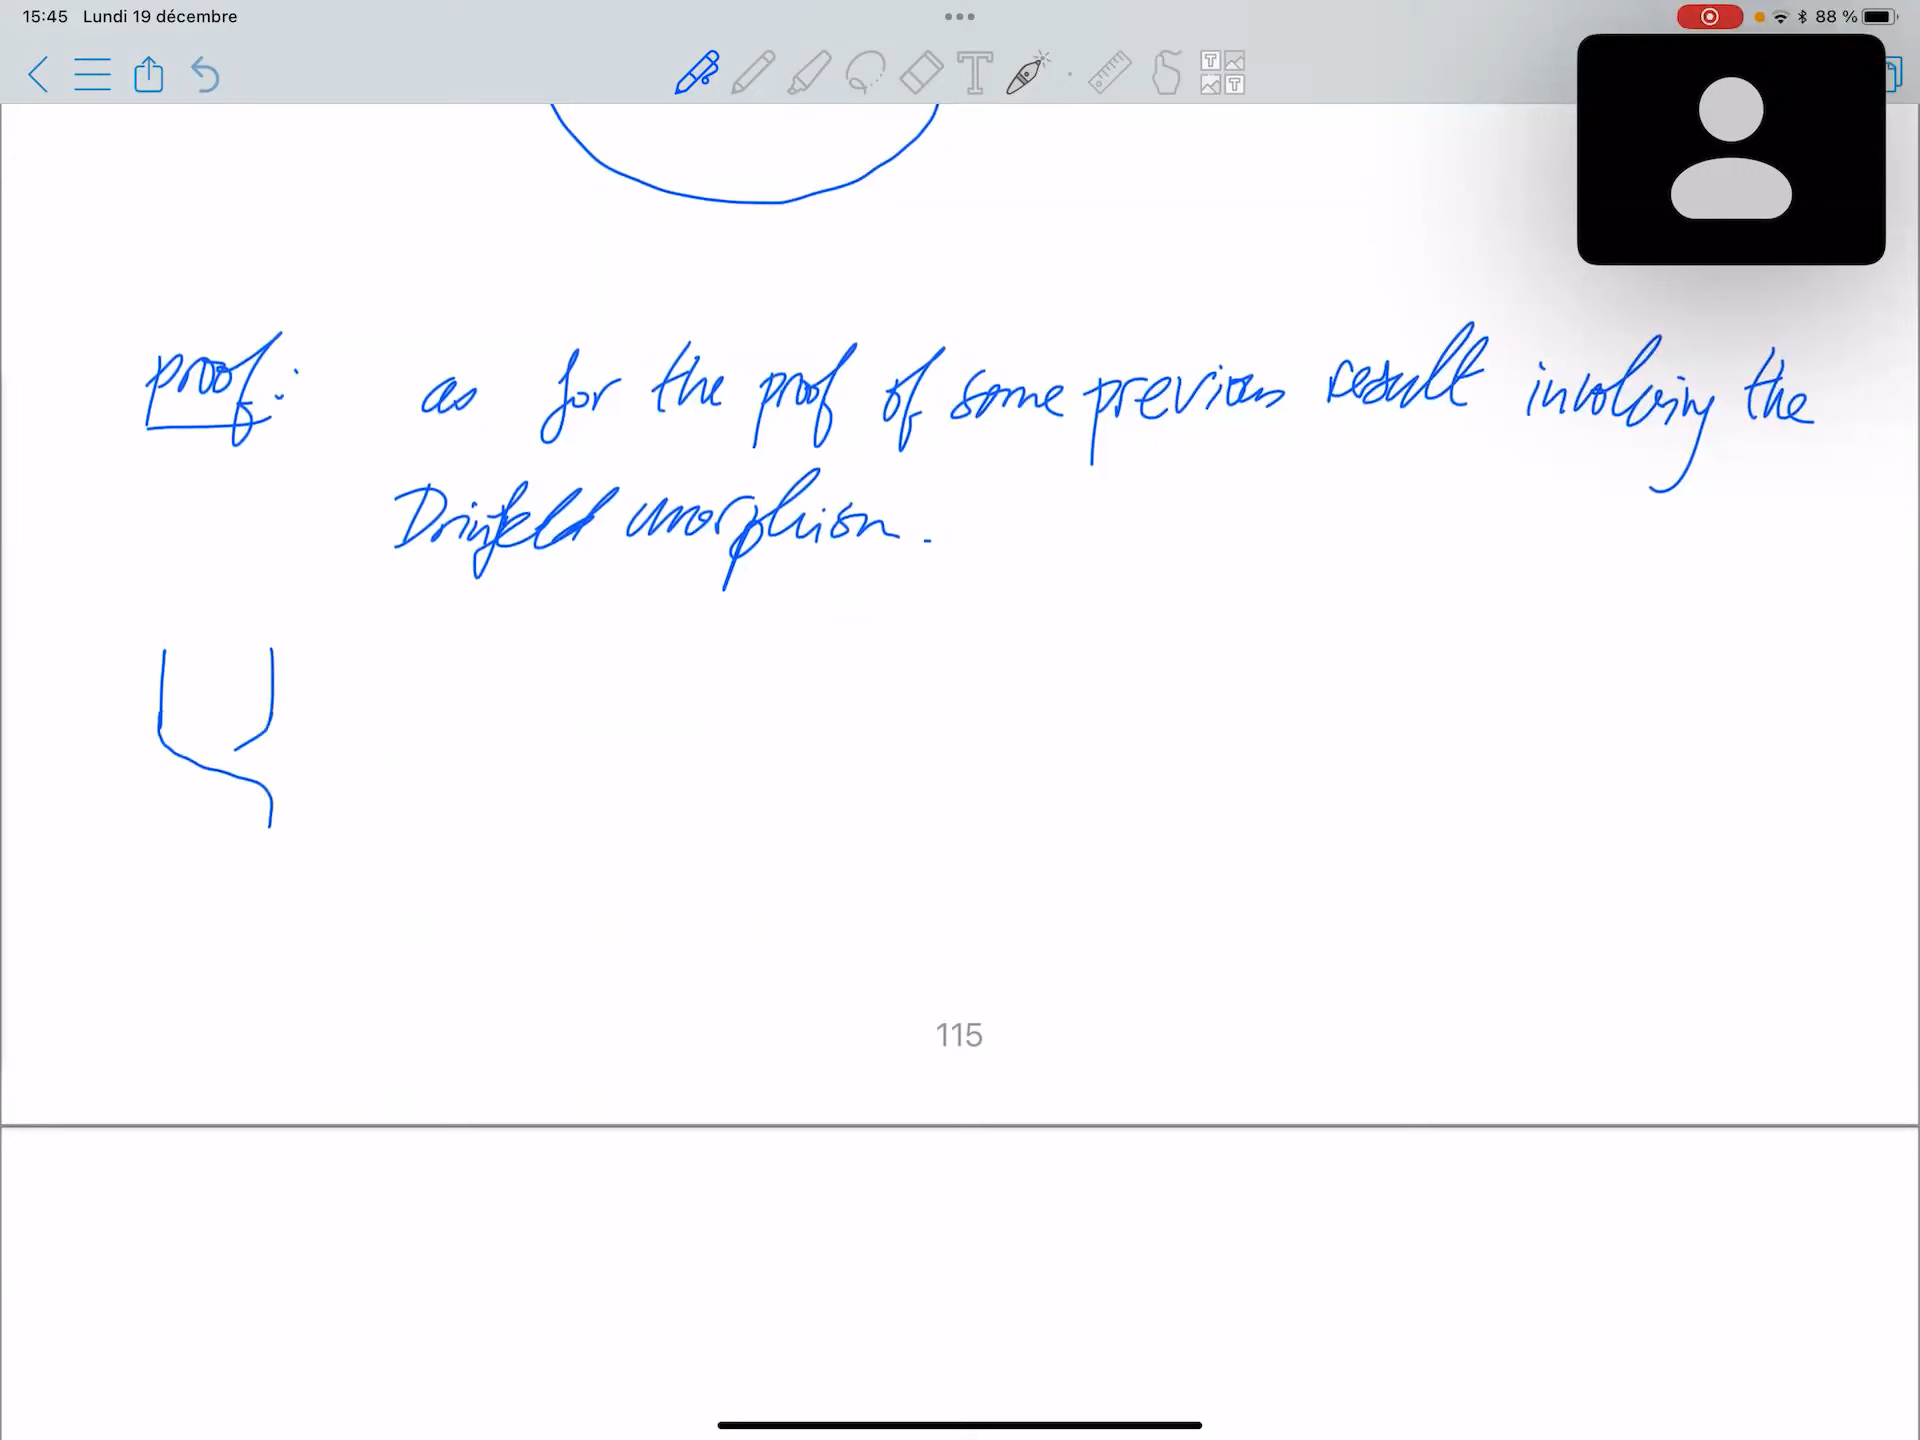 15:45 Lundi 19 décembre
88 %
proof: as for the proof of some previous result involving the
Drinfeld morphism.
115